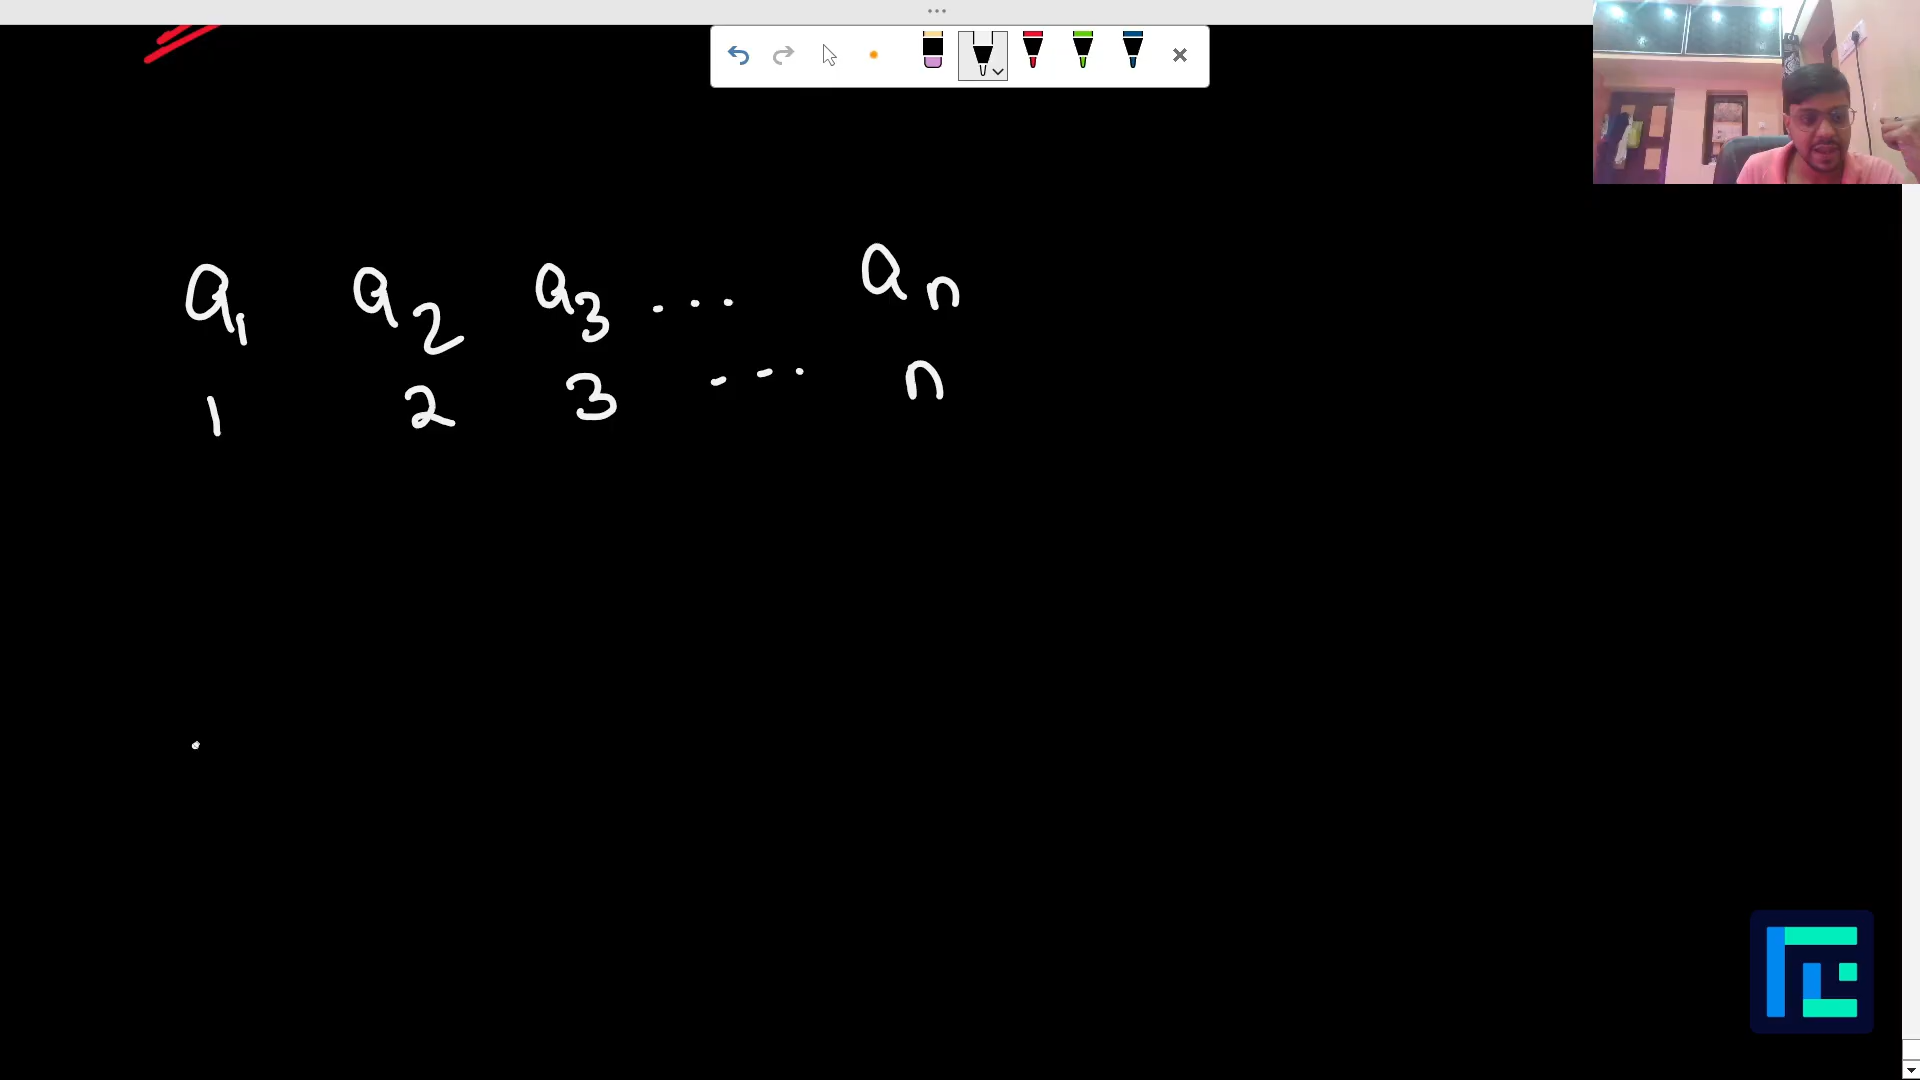 a₁ a₂ a₃ ... aₙ
1 2 3 ... n